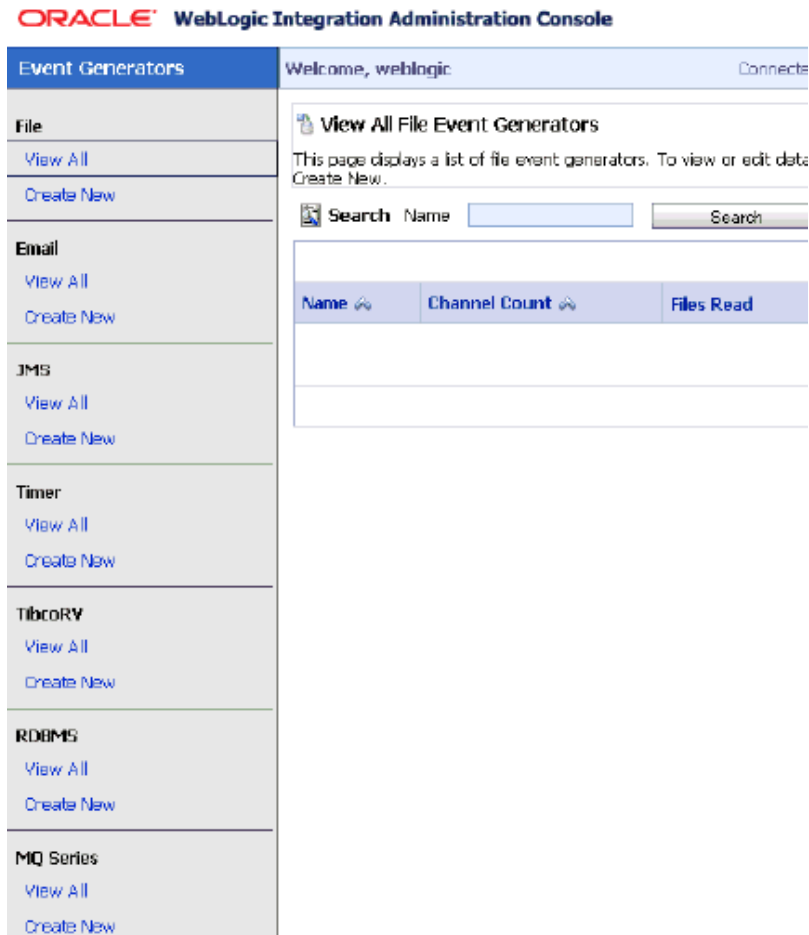 ORACLE WebLogic Integration Administration Console
Event Generators
Welcome, weblogic
Connecte
File
View All
Create New
Email
View All
Create New
JMS
View All
Create New
Timer
View All
Create New
TibcoRV
View All
Create New
RDBMS
View All
Create New
MQ Series
View All
Create New
View All File Event Generators
This page displays a list of file event generators. To view or edit deta
Create New.
Search Name Search
Name Channel Count Files Read